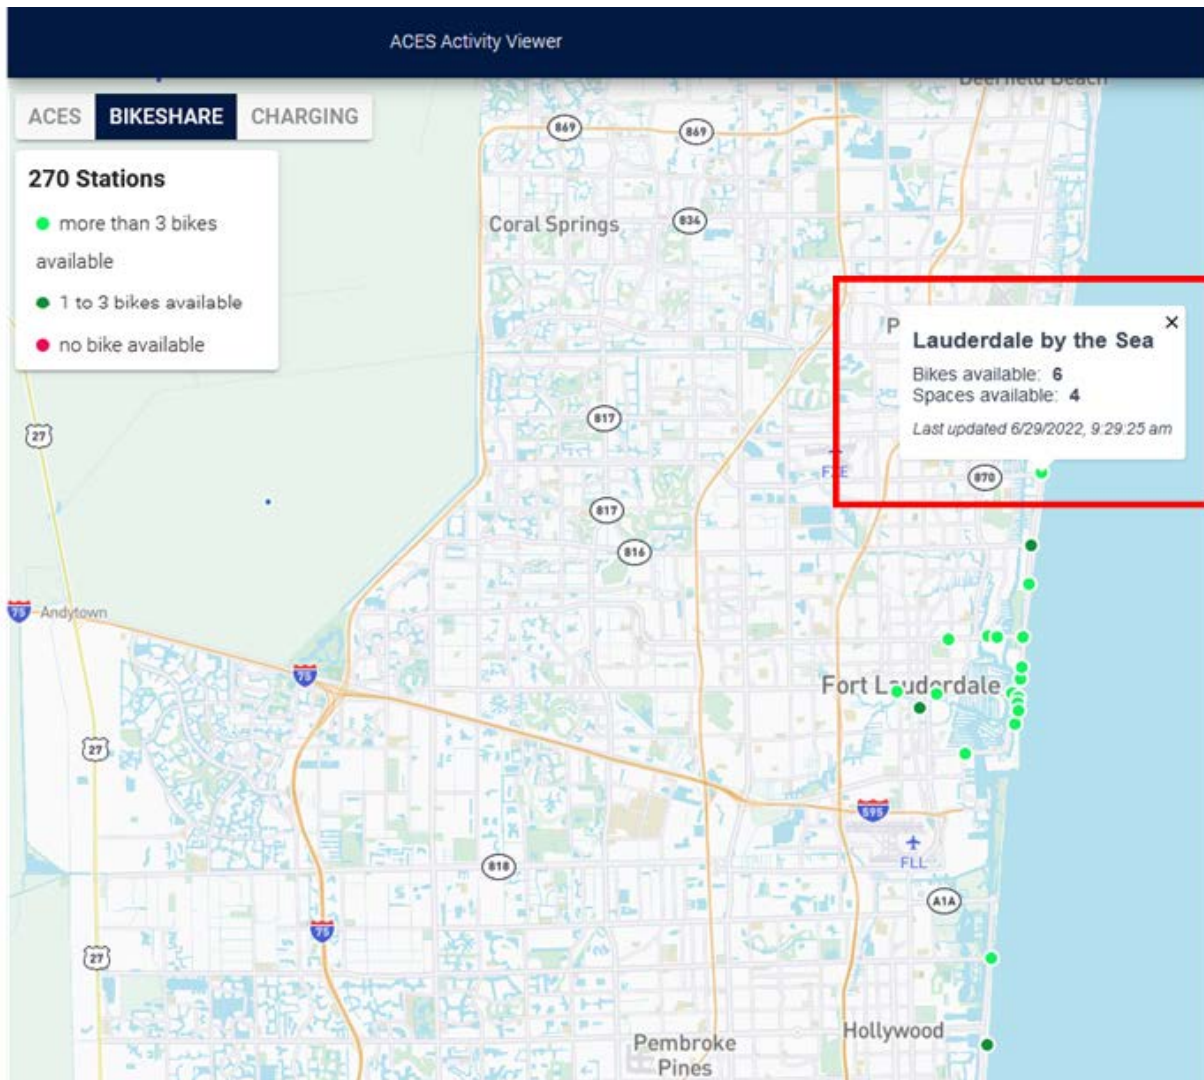 ACES Activity Viewer
Deerfield Beach
ACES BIKESHARE CHARGING
270 Stations
more than 3 bikes
available
1 to 3 bikes available
no bike available
869
869
Coral Springs
834
P
Lauderdale by the Sea
×
Bikes available: 6
Spaces available: 4
Last updated 6/29/2022, 9:29:25 am
817
27
FXE
870
817
816
75
Andytown
75
Fort Lauderdale
27
595
FLL
818
A1A
75
27
Hollywood
Pembroke
Pines